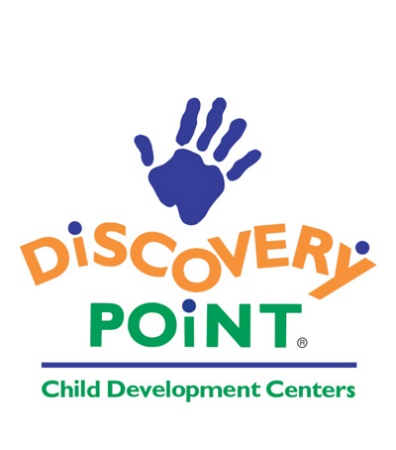 DiSCOVERy
POiNT®
Child Development Centers